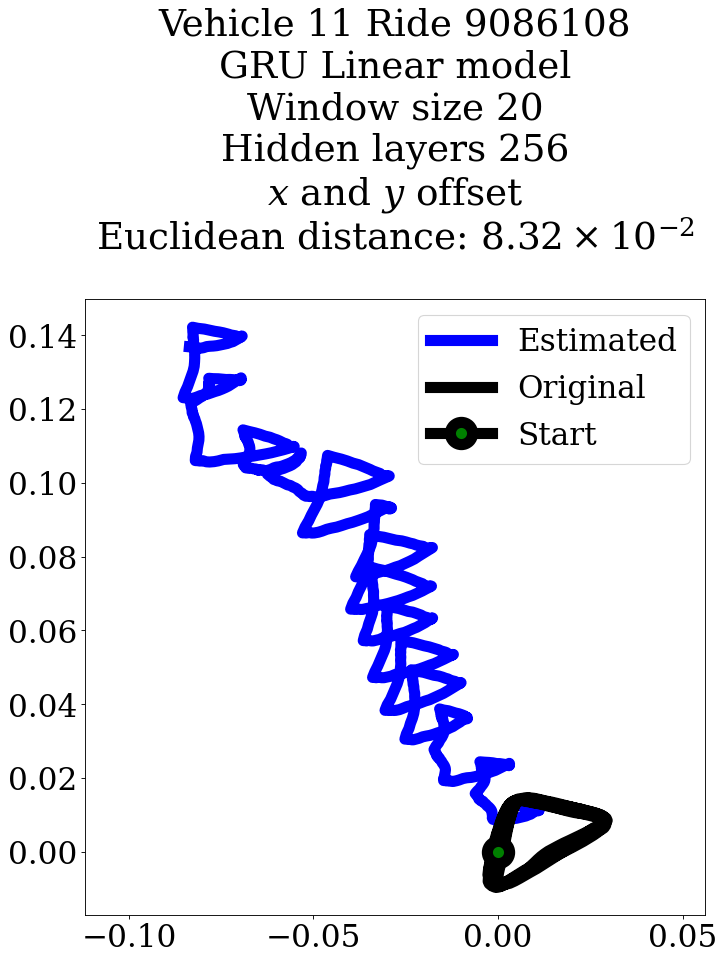 Vehicle 11 Ride 9086108
GRU Linear model
Window size 20
Hidden layers 256
x and y offset
Euclidean distance: 8.32 × 10⁻²
Estimated
Original
Start
0.14
0.12
0.10
0.08
0.06
0.04
0.02
0.00
−0.10
−0.05
0.00
0.05